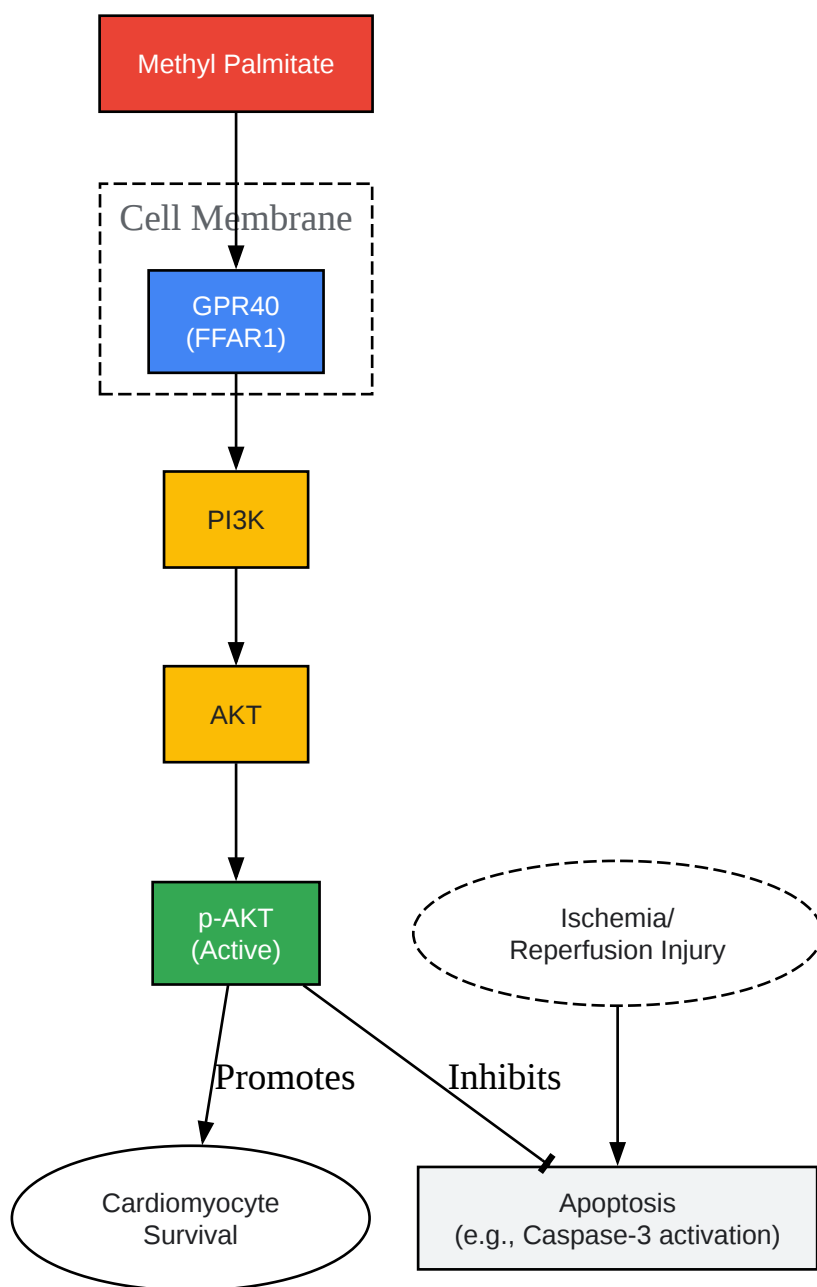 Methyl Palmitate
Cell Membrane
GPR40
(FFAR1)
PI3K
AKT
p-AKT
(Active)
Ischemia/
Reperfusion Injury
Promotes
Inhibits
Cardiomyocyte
Survival
Apoptosis
(e.g., Caspase-3 activation)